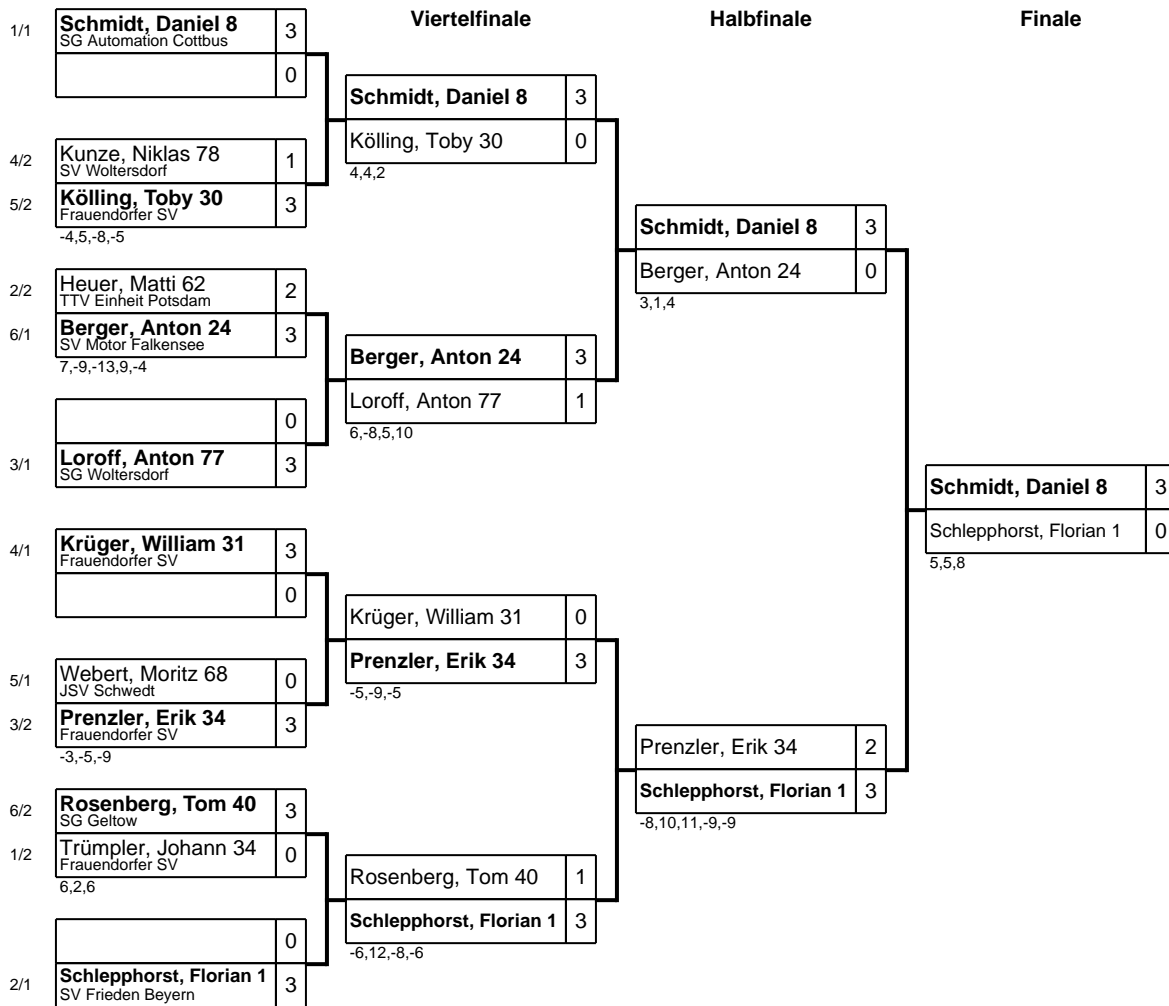 Viertelfinale
Halbfinale
Finale
1/1
Schmidt, Daniel 8
3
SG Automation Cottbus
0
4/2
Kunze, Niklas 78
1
SV Woltersdorf
5/2
Kölling, Toby 30
3
Frauendorfer SV
-4,5,-8,-5
2/2
Heuer, Matti 62
2
TTV Einheit Potsdam
6/1
Berger, Anton 24
3
SV Motor Falkensee
7,-9,-13,9,-4
0
3/1
Loroff, Anton 77
3
SG Woltersdorf
4/1
Krüger, William 31
3
Frauendorfer SV
0
5/1
Webert, Moritz 68
0
JSV Schwedt
3/2
Prenzler, Erik 34
3
Frauendorfer SV
-3,-5,-9
6/2
Rosenberg, Tom 40
3
SG Geltow
1/2
Trümpler, Johann 34
0
Frauendorfer SV
6,2,6
0
2/1
Schlepphorst, Florian 1
3
SV Frieden Beyern
Schmidt, Daniel 8
3
Kölling, Toby 30
0
4,4,2
Berger, Anton 24
3
Loroff, Anton 77
1
6,-8,5,10
Krüger, William 31
0
Prenzler, Erik 34
3
-5,-9,-5
Rosenberg, Tom 40
1
Schlepphorst, Florian 1
3
-6,12,-8,-6
Schmidt, Daniel 8
3
Berger, Anton 24
0
3,1,4
Prenzler, Erik 34
2
Schlepphorst, Florian 1
3
-8,10,11,-9,-9
Schmidt, Daniel 8
3
Schlepphorst, Florian 1
0
5,5,8